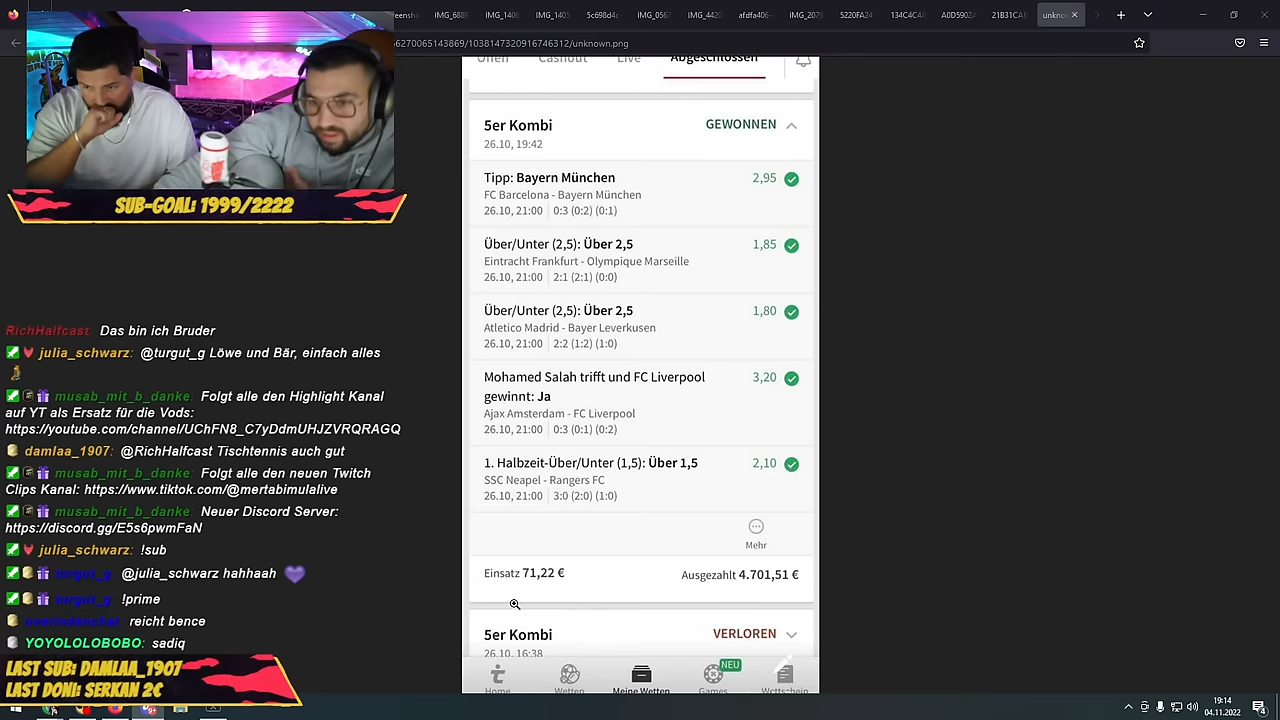 IMG_0567
unkno
6270065143869/1038147320916746312/unknown.png
Offen Cashout Live Abgeschlossen
5er Kombi GEWONNEN
26.10, 19:42
Tipp: Bayern München 2,95
FC Barcelona - Bayern München
26.10, 21:00 0:3 (0:2) (0:1)
Über/Unter (2,5): Über 2,5 1,85
Eintracht Frankfurt - Olympique Marseille
26.10, 21:00 2:1 (2:1) (0:0)
Über/Unter (2,5): Über 2,5 1,80
Atletico Madrid - Bayer Leverkusen
26.10, 21:00 2:2 (1:2) (1:0)
Mohamed Salah trifft und FC Liverpool
gewinnt: Ja 3,20
Ajax Amsterdam - FC Liverpool
26.10, 21:00 0:3 (0:1) (0:2)
1. Halbzeit-Über/Unter (1,5): Über 1,5 2,10
SSC Neapel - Rangers FC
26.10, 21:00 3:0 (2:0) (1:0)
Mehr
Einsatz 71,22 € Ausgezahlt 4.701,51 €
5er Kombi VERLOREN
26.10, 16:38
NEU
Home Wetten Meine Wetten Games Wettschein
SUB-GOAL: 1999/2222
RichHalfcast: Das bin ich Bruder
julia_schwarz: @turgut_g Löwe und Bär, einfach alles
musab_mit_b_danke: Folgt alle den Highlight Kanal
auf YT als Ersatz für die Vods:
https://youtube.com/channel/UChFN8_C7yDdmUHJZVRQRAGQ
damlaa_1907: @RichHalfcast Tischtennis auch gut
musab_mit_b_danke: Folgt alle den neuen Twitch
Clips Kanal: https://www.tiktok.com/@mertabimulalive
musab_mit_b_danke: Neuer Discord Server:
https://discord.gg/E5s6pwmFaN
julia_schwarz: !sub
turgut_g: @julia_schwarz hahhaah
turgut_g: !prime
reicht bence
YOYOLOLOBOBO: sadiq
LAST SUB: DAMLAA_1907
LAST DONI: SERKAN 2€
19:14
04.11.2022